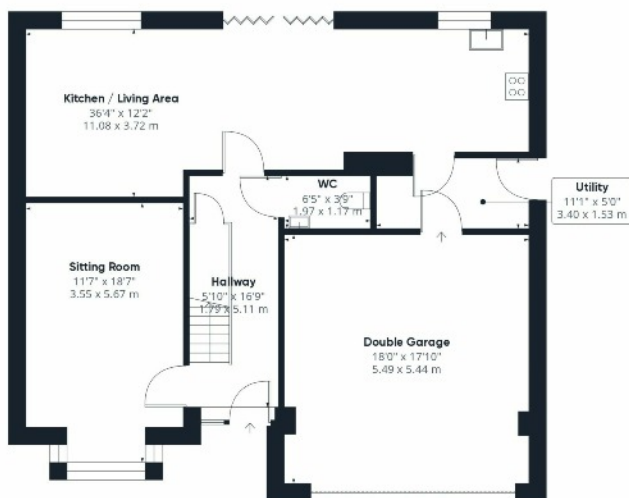 Kitchen / Living Area
36'4" x 12'2"
11.08 x 3.72 m
WC
6'5" x 3'9"
1.97 x 1.17 m
Utility
11'1" x 5'0"
3.40 x 1.53 m
Sitting Room
11'7" x 18'7"
3.55 x 5.67 m
Hallway
5'10" x 16'9"
1.79 x 5.11 m
Double Garage
18'0" x 17'10"
5.49 x 5.44 m